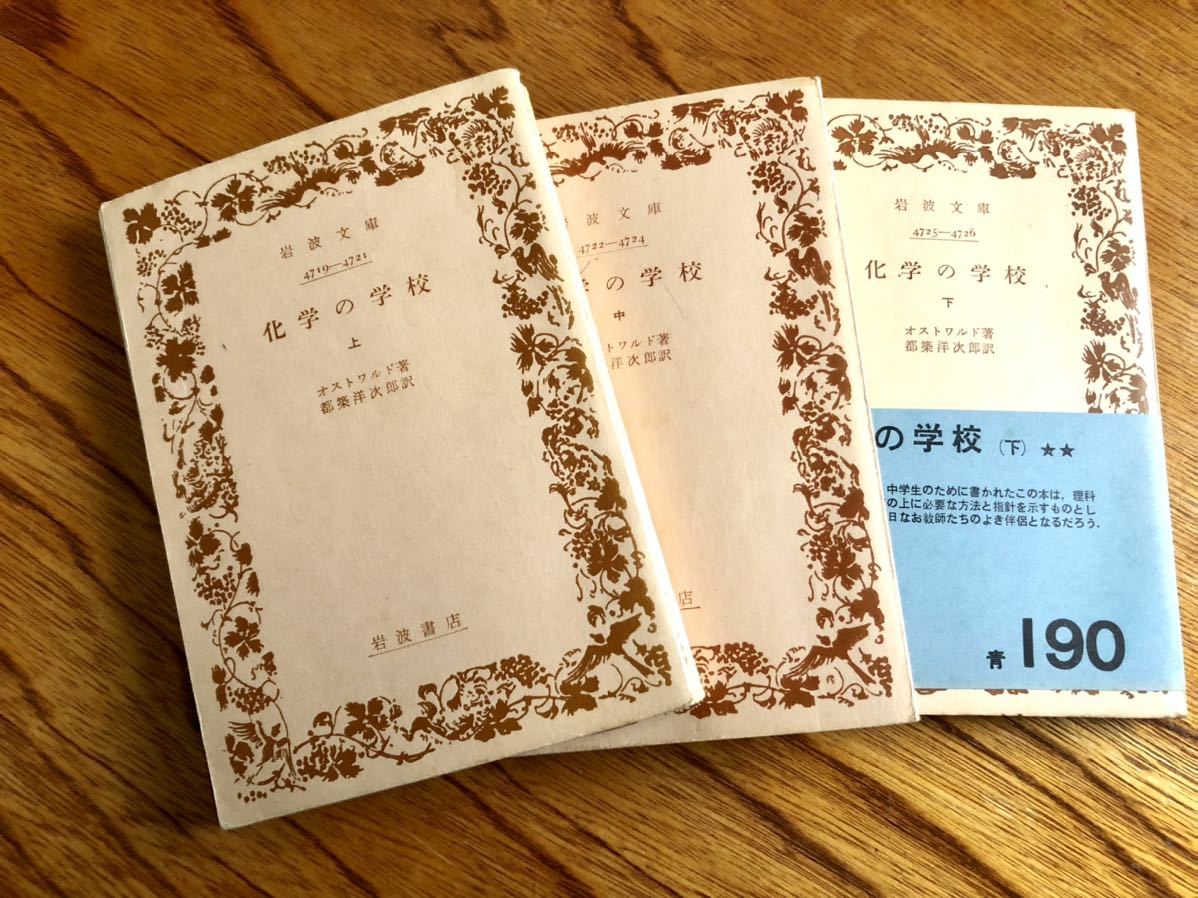 岩波文庫
4719—4721
化学の学校
上
オストワルド著
都築洋次郎訳
岩波書店
岩波文庫
4722—4724
学の学校
中
トワルド著
洋次郎訳
店
岩波文庫
4725—4726
化学の学校
下
オストワルド著
都築洋次郎訳
の学校(下)★★
中学生のために書かれたこの本は,理科
の上に必要な方法と指針を示すものとし
日なお教師たちのよき伴侶となるだろう.
青 190